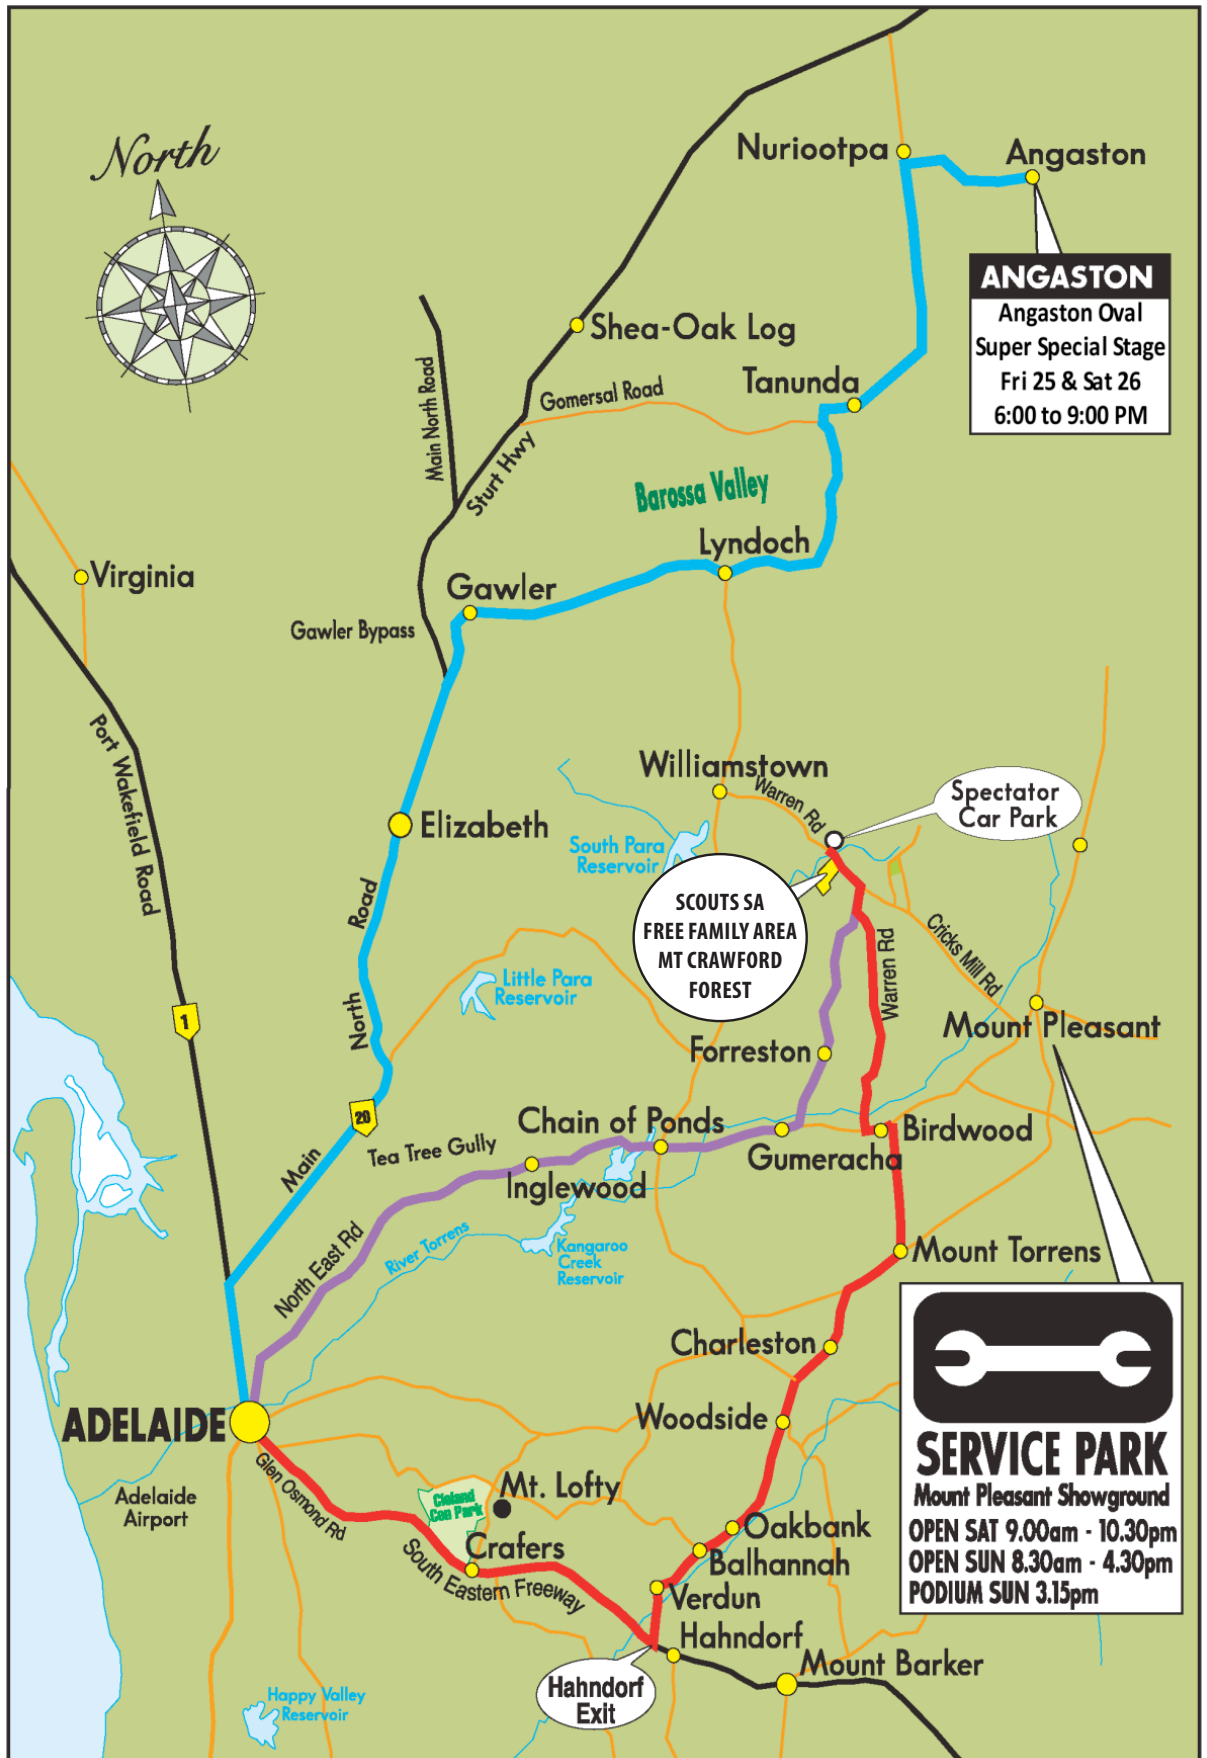 North
Nuriootpa
Angaston
ANGASTON
Angaston Oval
Super Special Stage
Fri 25 & Sat 26
6:00 to 9:00 PM
Shea-Oak Log
Main North Road
Gomersal Road
Tanunda
Sturt Hwy
Barossa Valley
Lyndoch
Virginia
Gawler
Gawler Bypass
Port Wakefield Road
Williamstown
Warren Rd
Spectator
Car Park
Elizabeth
South Para
Reservoir
SCOUTS SA
FREE FAMILY AREA
MT CRAWFORD
FOREST
Cricks Mill Rd
Warren Rd
Little Para
Reservoir
1
Mount Pleasant
Forreston
20
Main North Road
Chain of Ponds
Birdwood
Tea Tree Gully
Gumeracha
Inglewood
North East Rd
River Torrens
Kangaroo
Creek
Reservoir
Mount Torrens
Charleston
ADELAIDE
Woodside
SERVICE PARK
Mount Pleasant Showground
OPEN SAT 9.00am - 10.30pm
OPEN SUN 8.30am - 4.30pm
PODIUM SUN 3.15pm
Glen Osmond Rd
Adelaide
Airport
Cleland
Con Park
Mt. Lofty
Crafers
South Eastern Freeway
Oakbank
Balhannah
Verdun
Hahndorf
Mount Barker
Hahndorf
Exit
Happy Valley
Reservoir